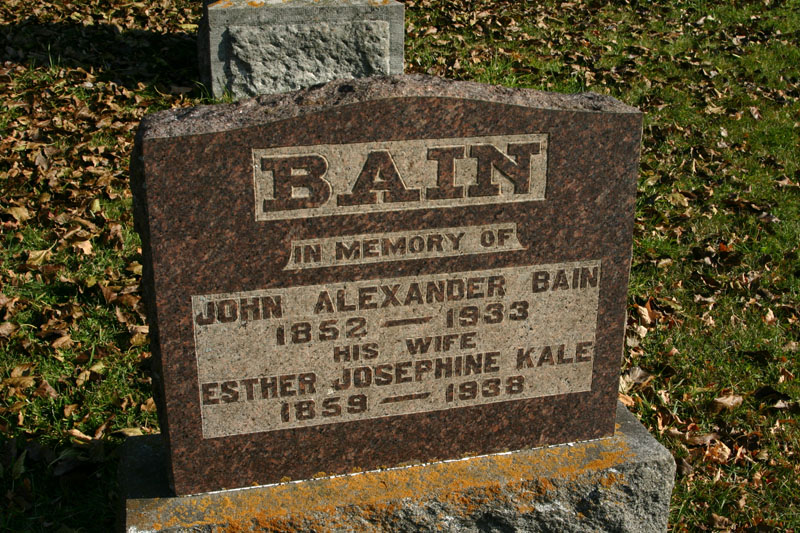 BAIN
IN MEMORY OF
JOHN ALEXANDER BAIN
1852 — 1933
HIS WIFE
ESTHER JOSEPHINE KALE
1859 — 1938